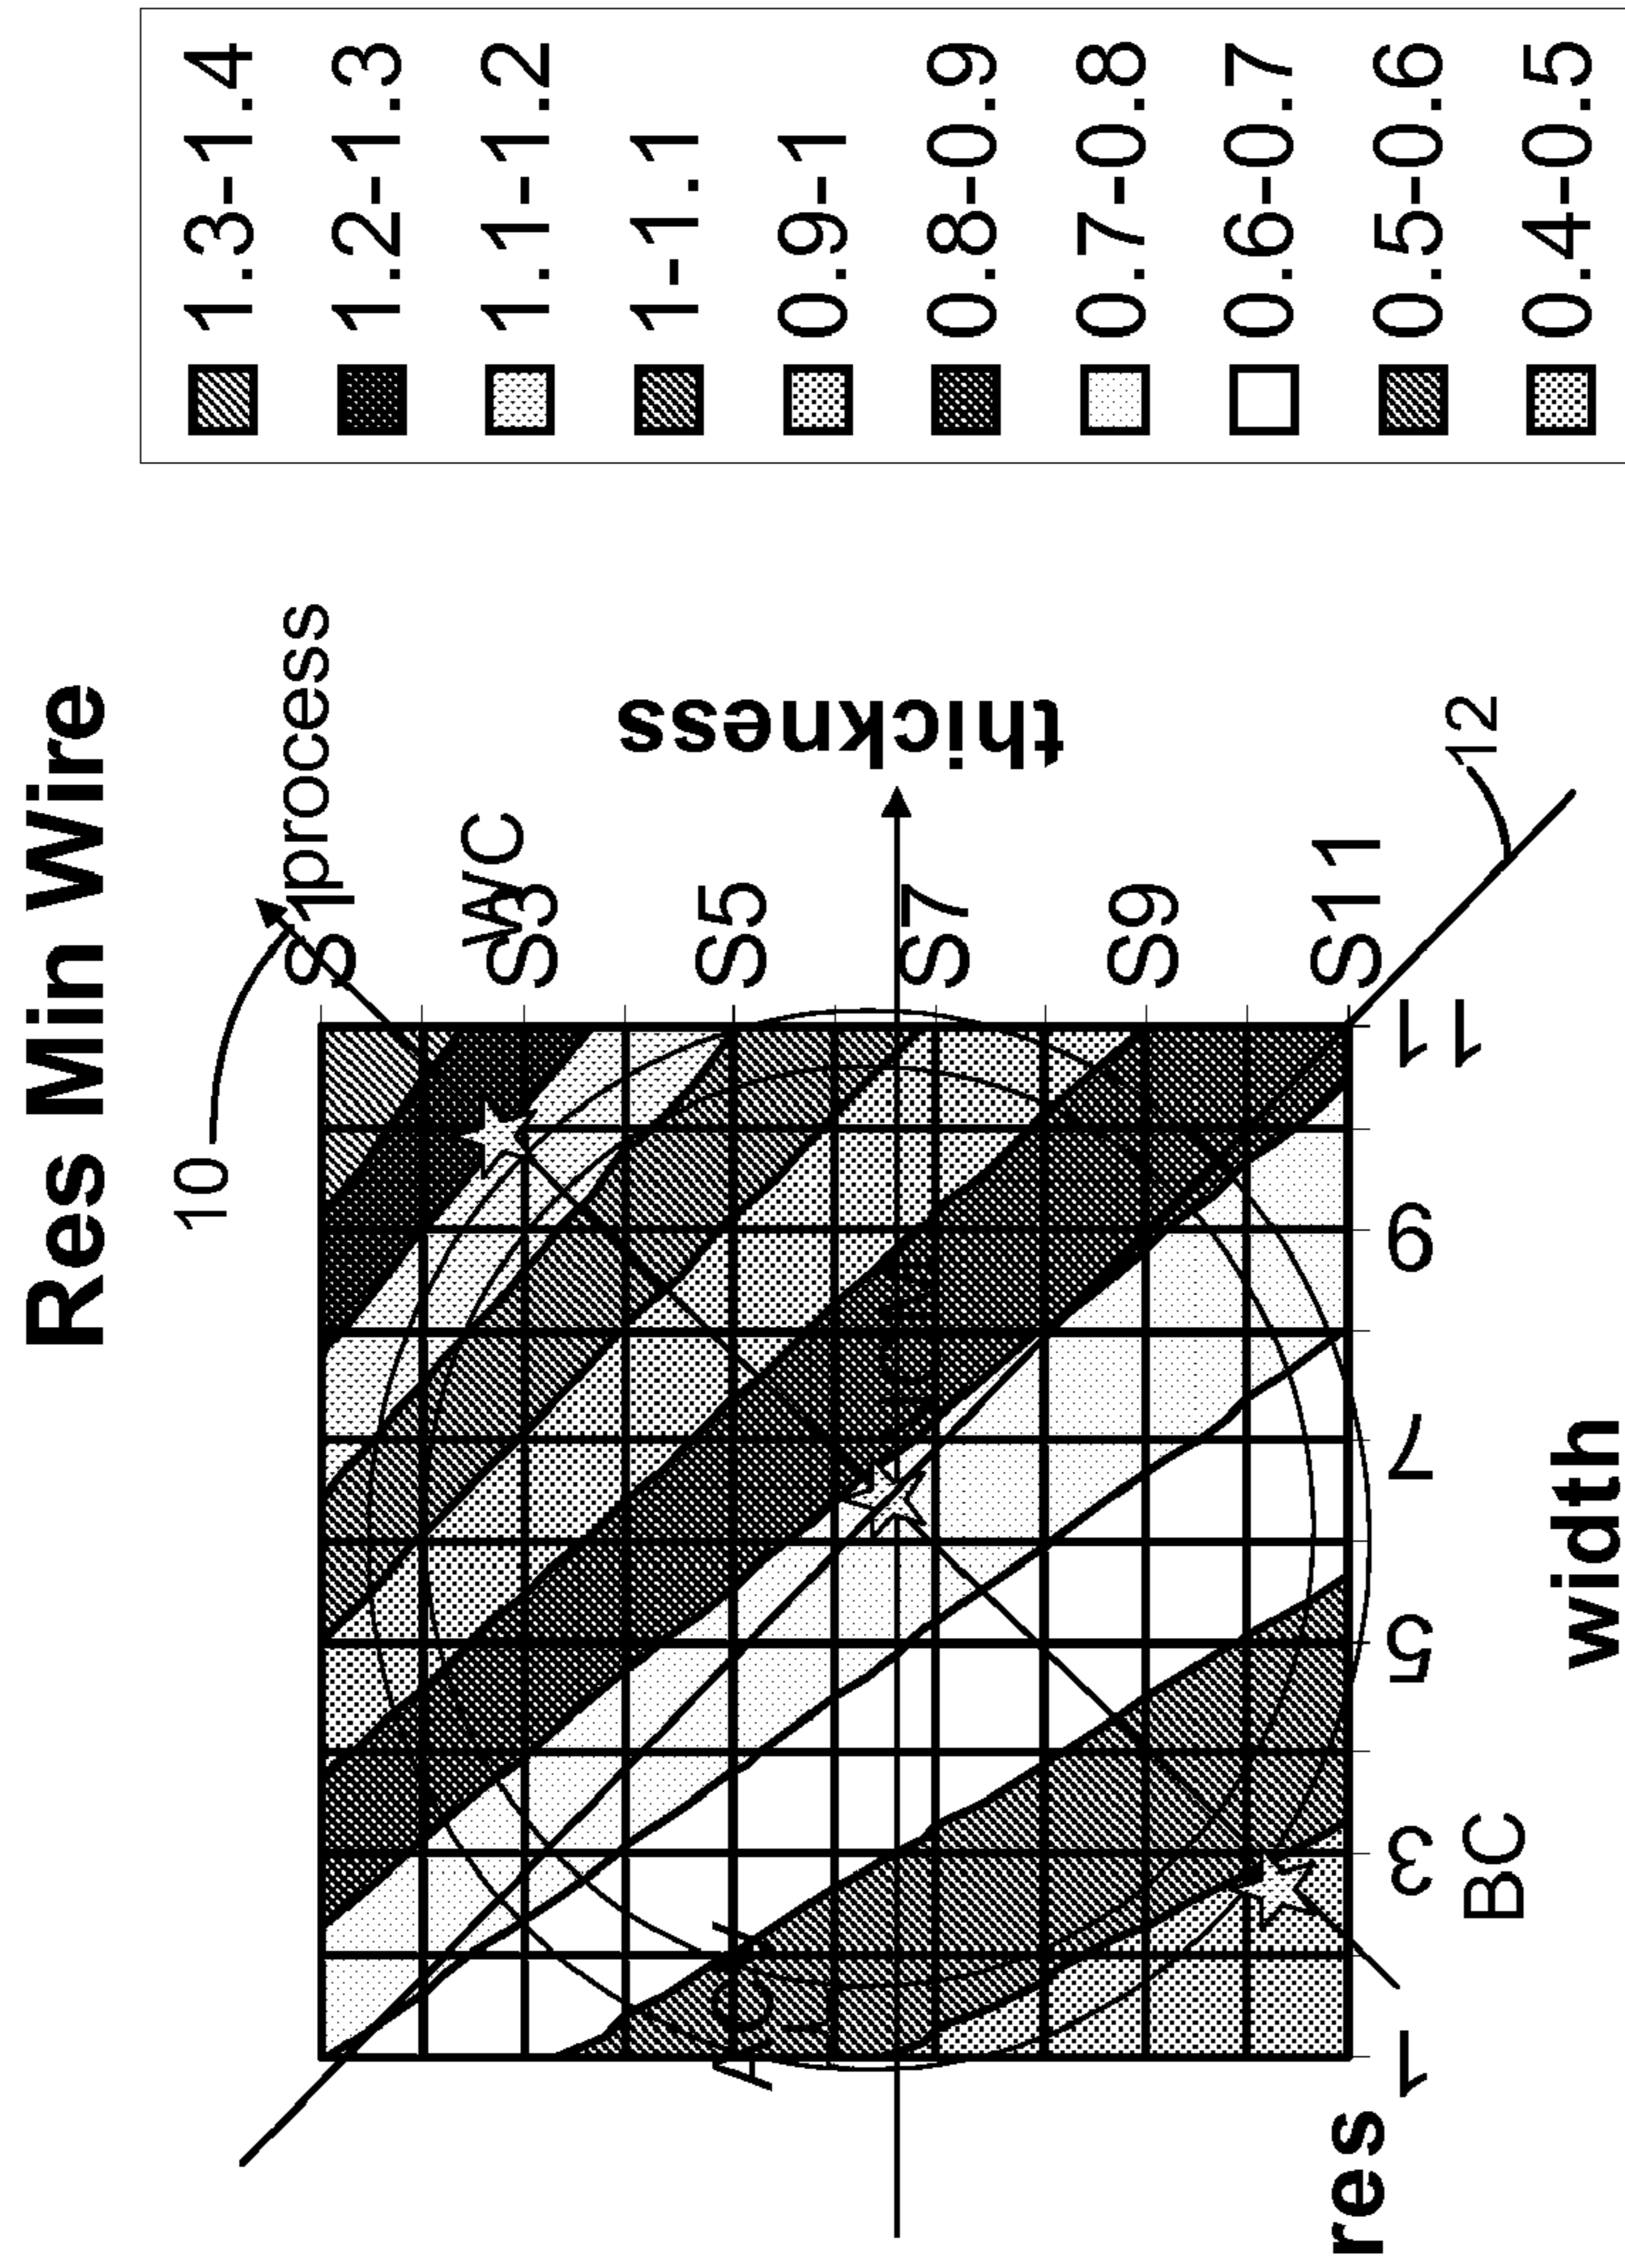 Res Min Wire
10
process
WC
S1
S3
S5
S7
S9
S11
thickness
12
nom
1
3
5
7
9
11
BC
width
res
1.3-1.4
1.2-1.3
1.1-1.2
1-1.1
0.9-1
0.8-0.9
0.7-0.8
0.6-0.7
0.5-0.6
0.4-0.5